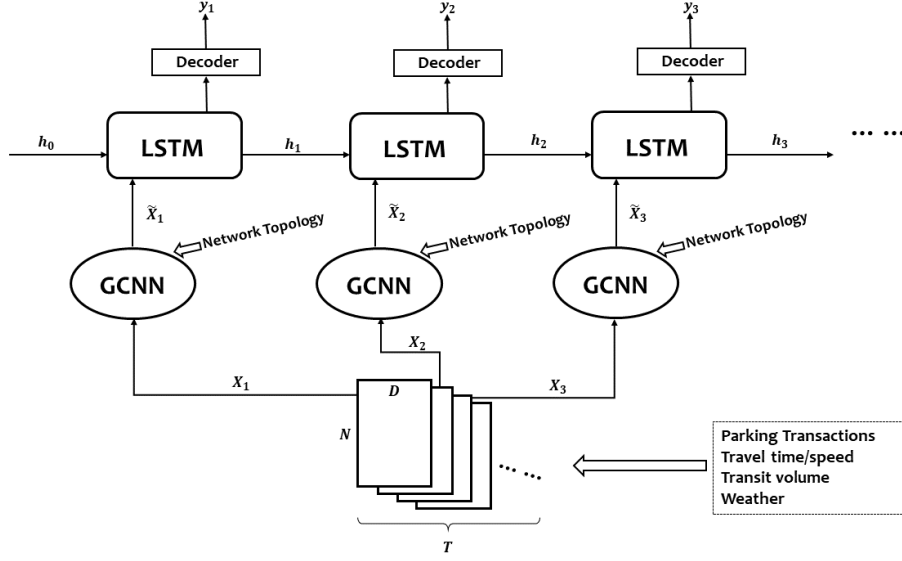 y₁ y₂ y₃
Decoder Decoder Decoder
h₀ LSTM h₁ LSTM h₂ LSTM h₃ ... ...
X̃₁ X̃₂ X̃₃
Network Topology Network Topology Network Topology
GCNN GCNN GCNN
X₂
X₁ D X₃
N
Parking Transactions
Travel time/speed
Transit volume
Weather
T